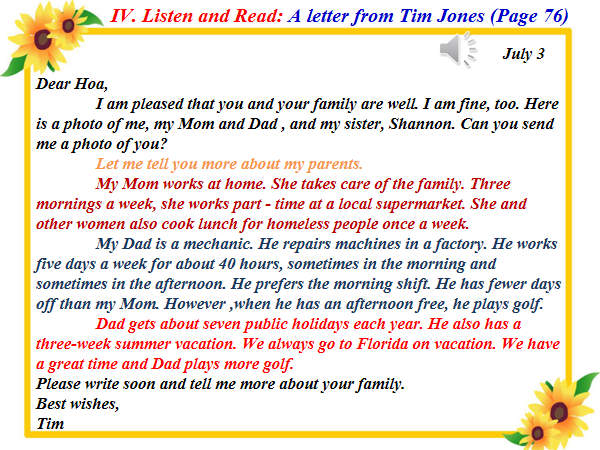 IV. Listen and Read: A letter from Tim Jones (Page 76)
July 3
Dear Hoa,
I am pleased that you and your family are well. I am fine, too. Here
is a photo of me, my Mom and Dad , and my sister, Shannon. Can you send
me a photo of you?
Let me tell you more about my parents.
My Mom works at home. She takes care of the family. Three
mornings a week, she works part - time at a local supermarket. She and
other women also cook lunch for homeless people once a week.
My Dad is a mechanic. He repairs machines in a factory. He works
five days a week for about 40 hours, sometimes in the morning and
sometimes in the afternoon. He prefers the morning shift. He has fewer days
off than my Mom. However ,when he has an afternoon free, he plays golf.
Dad gets about seven public holidays each year. He also has a
three-week summer vacation. We always go to Florida on vacation. We have
a great time and Dad plays more golf.
Please write soon and tell me more about your family.
Best wishes,
Tim